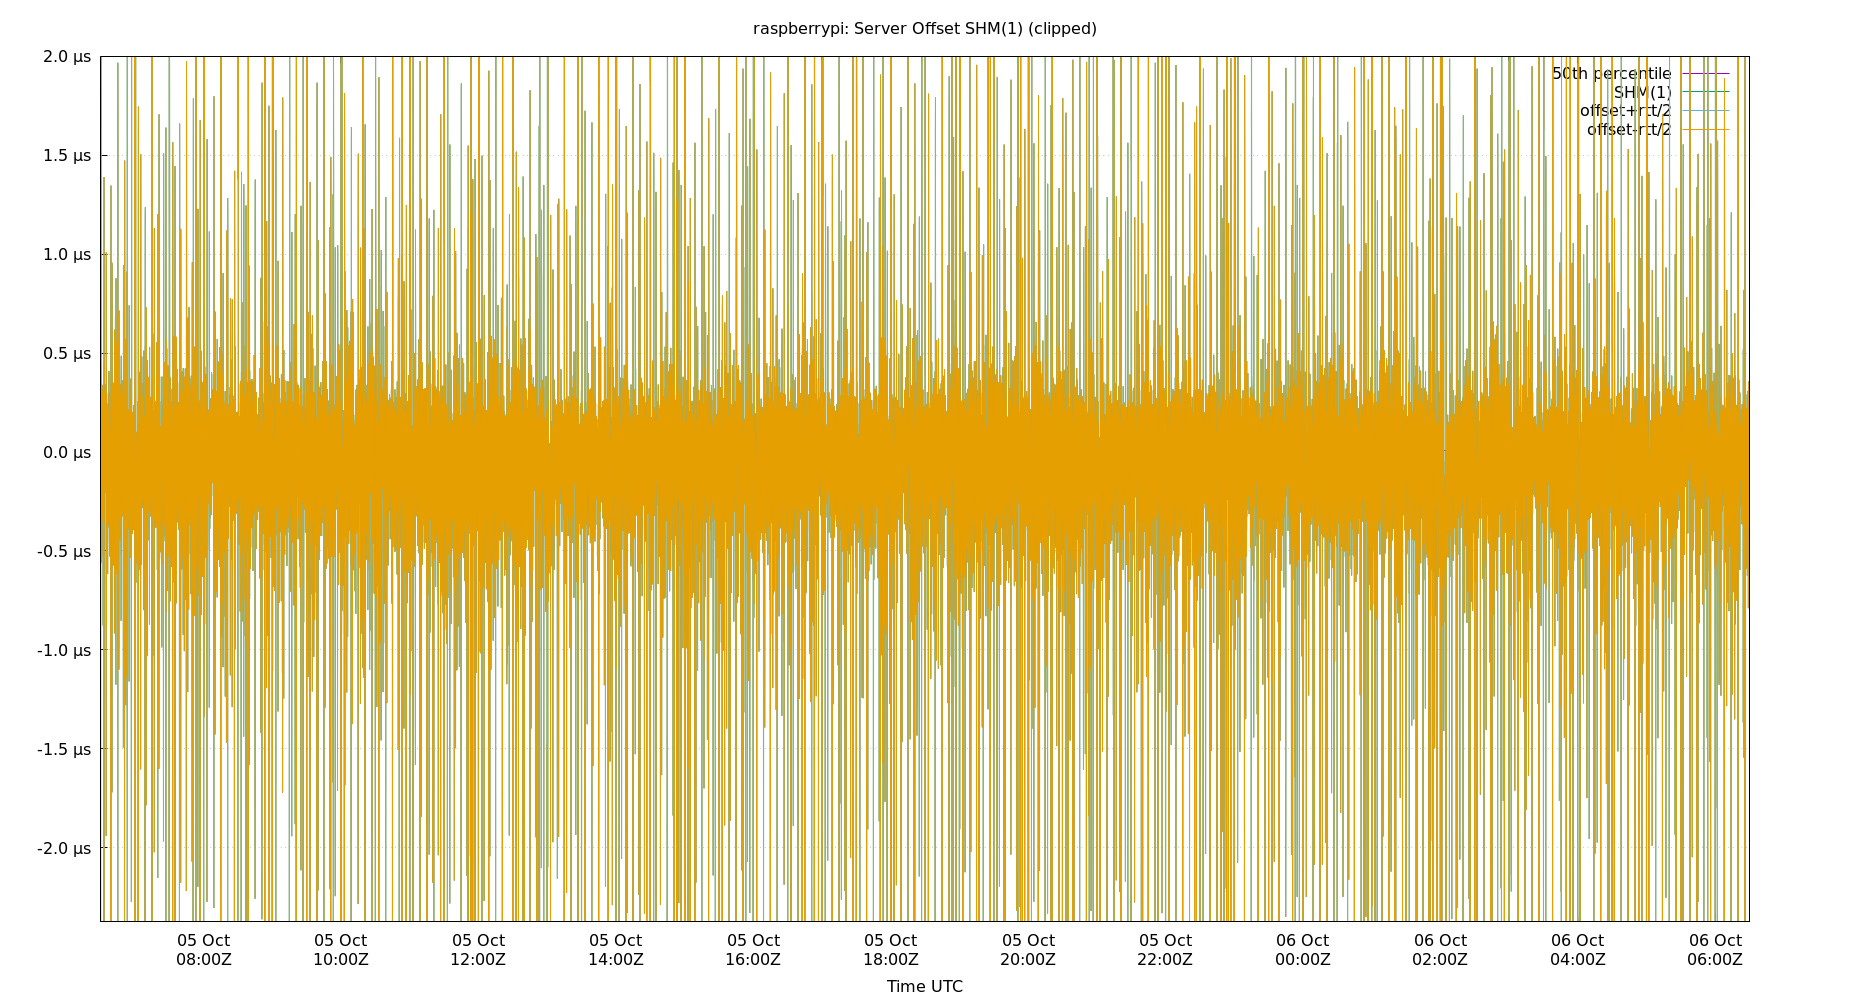 raspberrypi: Server Offset SHM(1) (clipped)
50th percentile
SHM(1)
offset+rtt/2
offset-rtt/2
2.0 µs
1.5 µs
1.0 µs
0.5 µs
0.0 µs
-0.5 µs
-1.0 µs
-1.5 µs
-2.0 µs
05 Oct 05 Oct 05 Oct 05 Oct 05 Oct 05 Oct 05 Oct 05 Oct 06 Oct 06 Oct 06 Oct 06 Oct
08:00Z 10:00Z 12:00Z 14:00Z 16:00Z 18:00Z 20:00Z 22:00Z 00:00Z 02:00Z 04:00Z 06:00Z
Time UTC